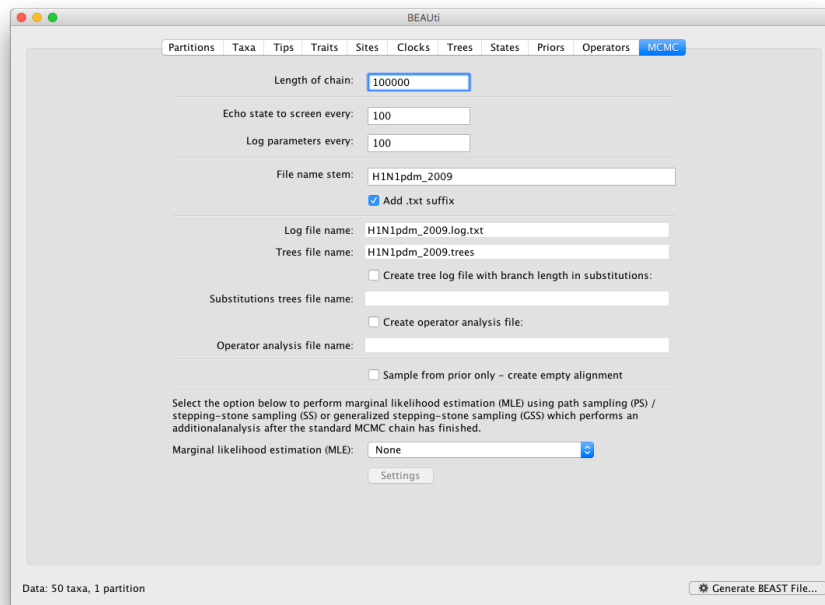 BEAUti
Partitions Taxa Tips Traits Sites Clocks Trees States Priors Operators MCMC
Length of chain: 100000
Echo state to screen every: 100
Log parameters every: 100
File name stem: H1N1pdm_2009
Add .txt suffix
Log file name: H1N1pdm_2009.log.txt
Trees file name: H1N1pdm_2009.trees
Create tree log file with branch length in substitutions:
Substitutions trees file name:
Create operator analysis file:
Operator analysis file name:
Sample from prior only – create empty alignment
Select the option below to perform marginal likelihood estimation (MLE) using path sampling (PS) /
stepping-stone sampling (SS) or generalized stepping-stone sampling (GSS) which performs an
additionalanalysis after the standard MCMC chain has finished.
Marginal likelihood estimation (MLE): None
Settings
Data: 50 taxa, 1 partition Generate BEAST File...